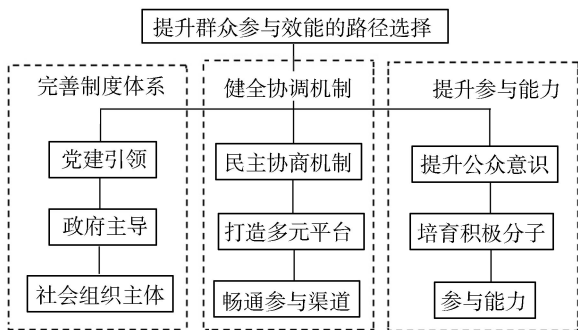 提升群众参与效能的路径选择
完善制度体系
健全协调机制
提升参与能力
党建引领
民主协商机制
提升公众意识
政府主导
打造多元平台
培育积极分子
社会组织主体
畅通参与渠道
参与能力